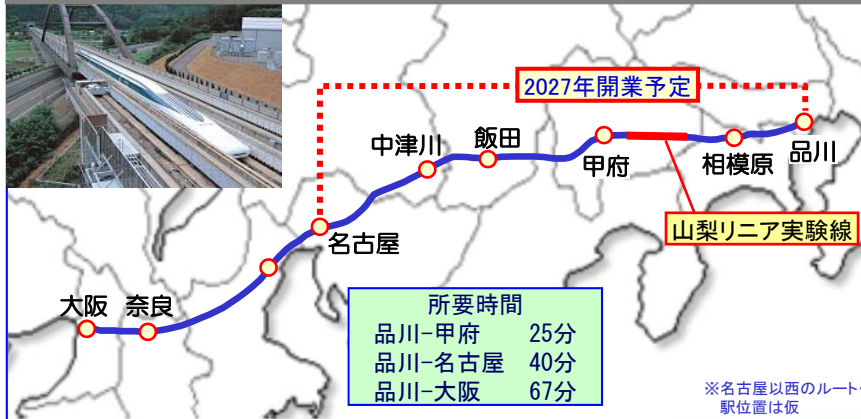 2027年開業予定
中津川
飯田
甲府
相模原
品川
山梨リニア実験線
名古屋
大阪
奈良
所要時間
品川−甲府 25分
品川−名古屋 40分
品川−大阪 67分
※名古屋以西のルート・
駅位置は仮